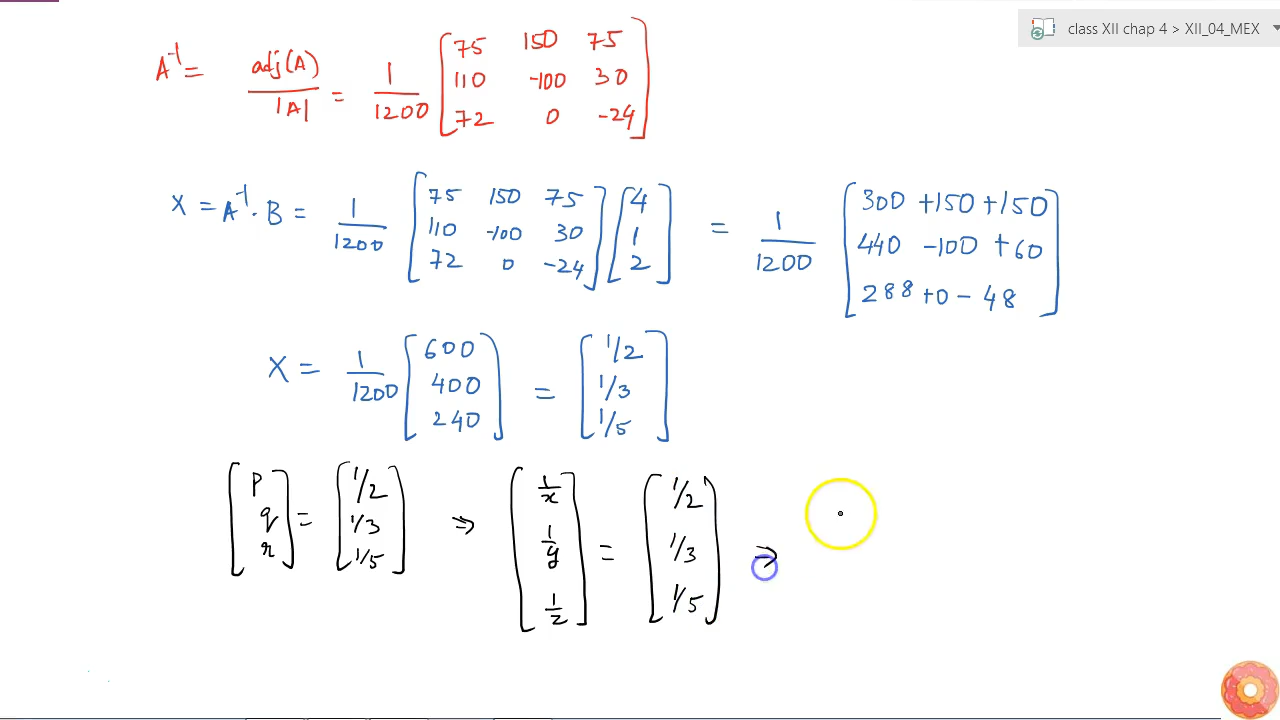 class XII chap 4 > XII_04_MEX
A⁻¹ = adj(A)/|A| = 1/1200 [75 150 75; 110 -100 30; 72 0 -24]
X = A⁻¹. B = 1/1200 [75 150 75; 110 -100 30; 72 0 -24] [4; 1; 2] = 1/1200 [300 +150 +150; 440 -100 +60; 288 +0 - 48]
X = 1/1200 [600; 400; 240] = [1/2; 1/3; 1/5]
[p; q; r] = [1/2; 1/3; 1/5] ⇒ [1/x; 1/y; 1/z] = [1/2; 1/3; 1/5] ⇒